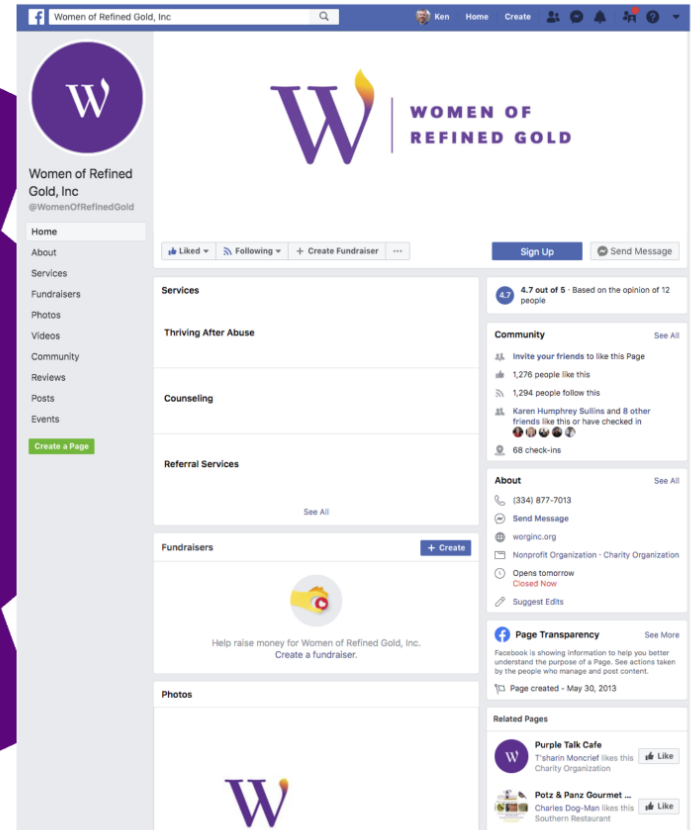 Women of Refined Gold, Inc
Ken
Home
Create
W
W
WOMEN OF
REFINED GOLD
Women of Refined
Gold, Inc
@WomenOfRefinedGold
Home
About
Services
Fundraisers
Photos
Videos
Community
Reviews
Posts
Events
Create a Page
Liked
Following
+ Create Fundraiser
...
Sign Up
Send Message
Services
Thriving After Abuse
Counseling
Referral Services
See All
Fundraisers
+ Create
Help raise money for Women of Refined Gold, Inc.
Create a fundraiser.
Photos
W
4.7
4.7 out of 5 · Based on the opinion of 12
people
Community
See All
Invite your friends to like this Page
1,276 people like this
1,294 people follow this
Karen Humphrey Sullins and 8 other
friends like this or have checked in
68 check-ins
About
See All
(334) 877-7013
Send Message
worginc.org
Nonprofit Organization · Charity Organization
Opens tomorrow
Closed Now
Suggest Edits
Page Transparency
See More
Facebook is showing information to help you better
understand the purpose of a Page. See actions taken
by the people who manage and post content.
Page created - May 30, 2013
Related Pages
W
Purple Talk Cafe
T'sharin Moncrief likes this
Charity Organization
Like
Potz & Panz Gourmet ...
Charles Dog-Man likes this
Southern Restaurant
Like